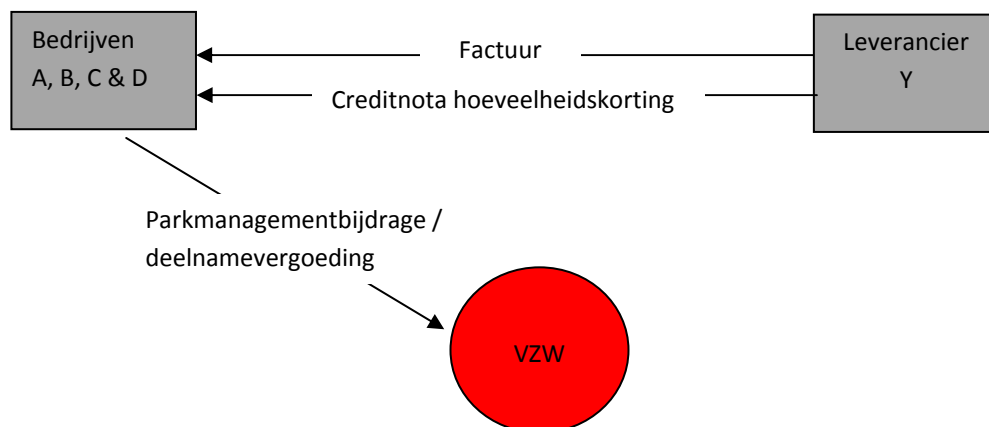 Bedrijven
A, B, C & D
Factuur
Creditnota hoeveelheidskorting
Leverancier
Y
Parkmanagementbijdrage /
deelnamevergoeding
VZW